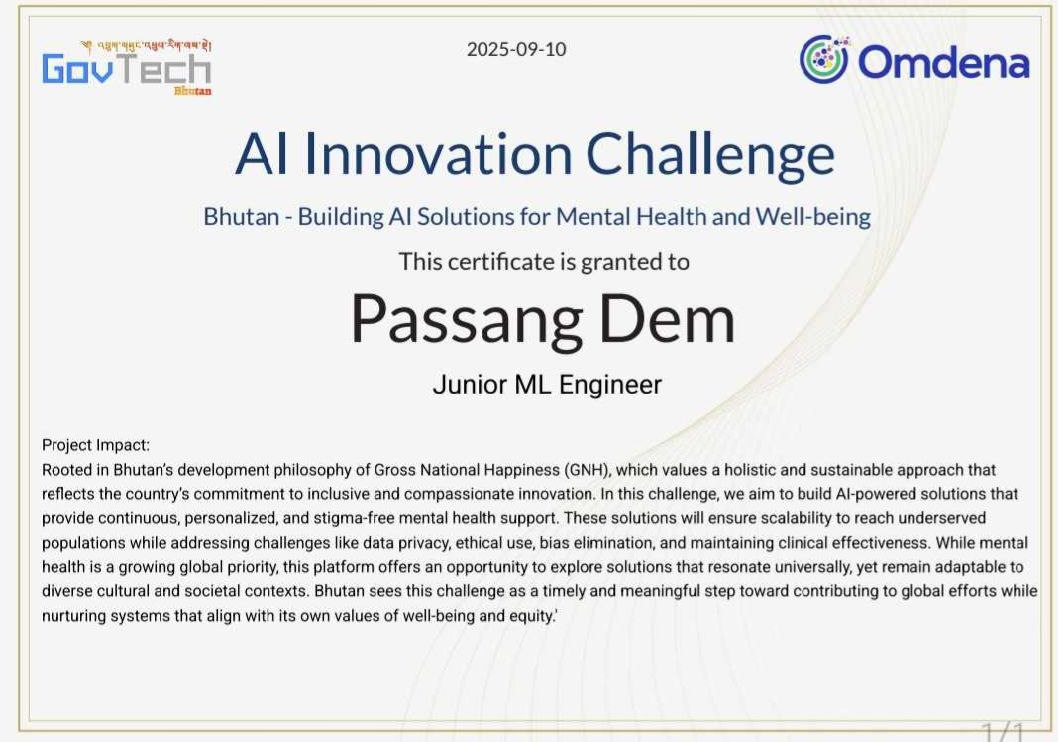 ༄ འབྲུག་གཞུང་འཕྲུལ་རིག་ལས་སྡེ།
GovTech
Bhutan
2025-09-10
Omdena
AI Innovation Challenge
Bhutan - Building AI Solutions for Mental Health and Well-being
This certificate is granted to
Passang Dem
Junior ML Engineer
Project Impact:
Rooted in Bhutan's development philosophy of Gross National Happiness (GNH), which values a holistic and sustainable approach that
reflects the country's commitment to inclusive and compassionate innovation. In this challenge, we aim to build AI-powered solutions that
provide continuous, personalized, and stigma-free mental health support. These solutions will ensure scalability to reach underserved
populations while addressing challenges like data privacy, ethical use, bias elimination, and maintaining clinical effectiveness. While mental
health is a growing global priority, this platform offers an opportunity to explore solutions that resonate universally, yet remain adaptable to
diverse cultural and societal contexts. Bhutan sees this challenge as a timely and meaningful step toward contributing to global efforts while
nurturing systems that align with its own values of well-being and equity.'
1/1